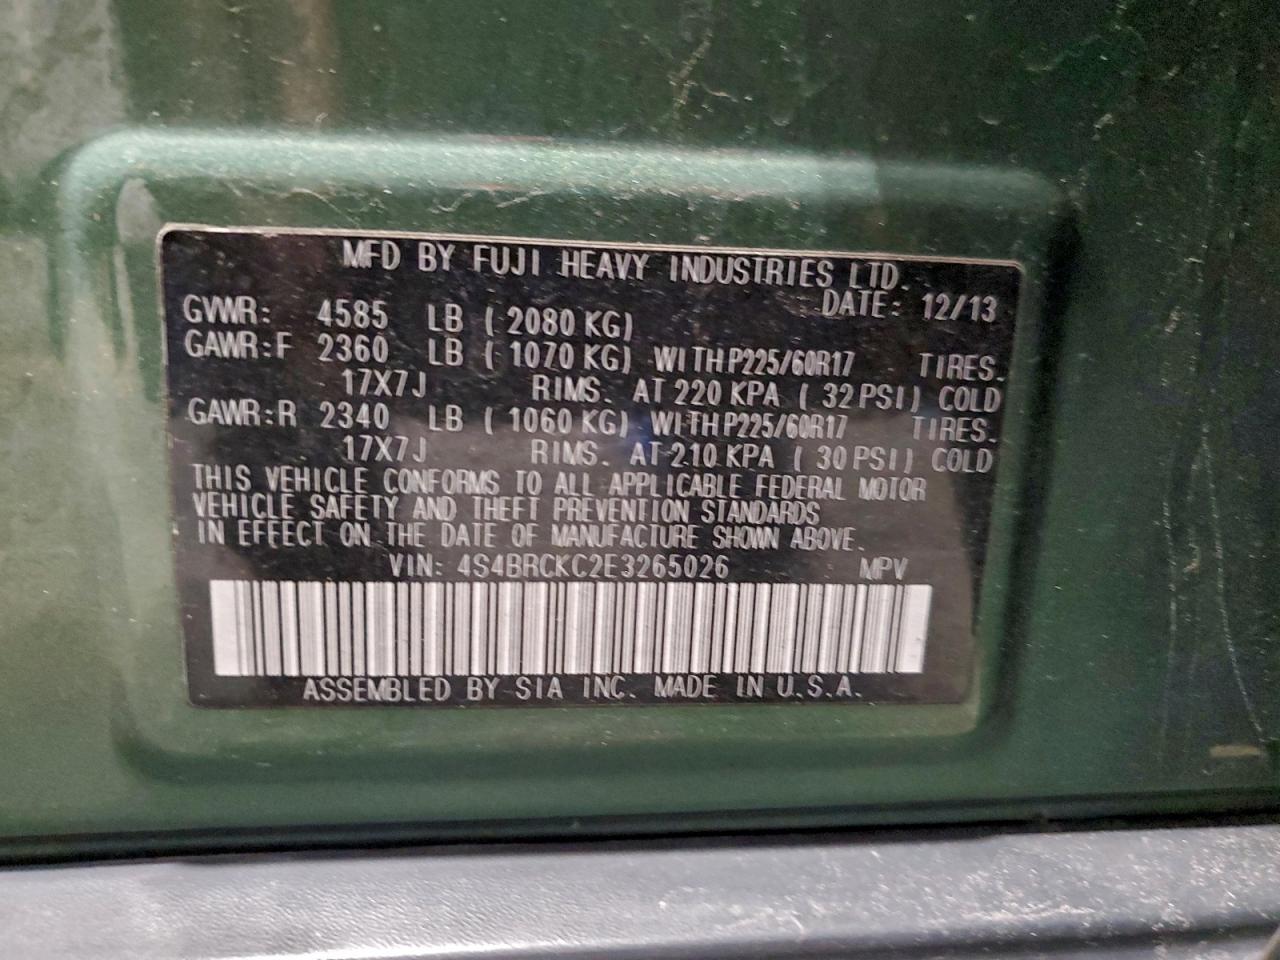 MFD BY FUJI HEAVY INDUSTRIES LTD.
DATE: 12/13
GVWR: 4585 LB ( 2080 KG)
GAWR:F 2360 LB ( 1070 KG) WITH P225/60R17 TIRES.
17X7J RIMS. AT 220 KPA ( 32 PSI) COLD
GAWR:R 2340 LB ( 1060 KG) WITH P225/60R17 TIRES.
17X7J RIMS. AT 210 KPA ( 30 PSI) COLD
THIS VEHICLE CONFORMS TO ALL APPLICABLE FEDERAL MOTOR
VEHICLE SAFETY AND THEFT PREVENTION STANDARDS
IN EFFECT ON THE DATE OF MANUFACTURE SHOWN ABOVE.
VIN: 4S4BRCKC2E3265026 MPV
ASSEMBLED BY SIA INC. MADE IN U.S.A.